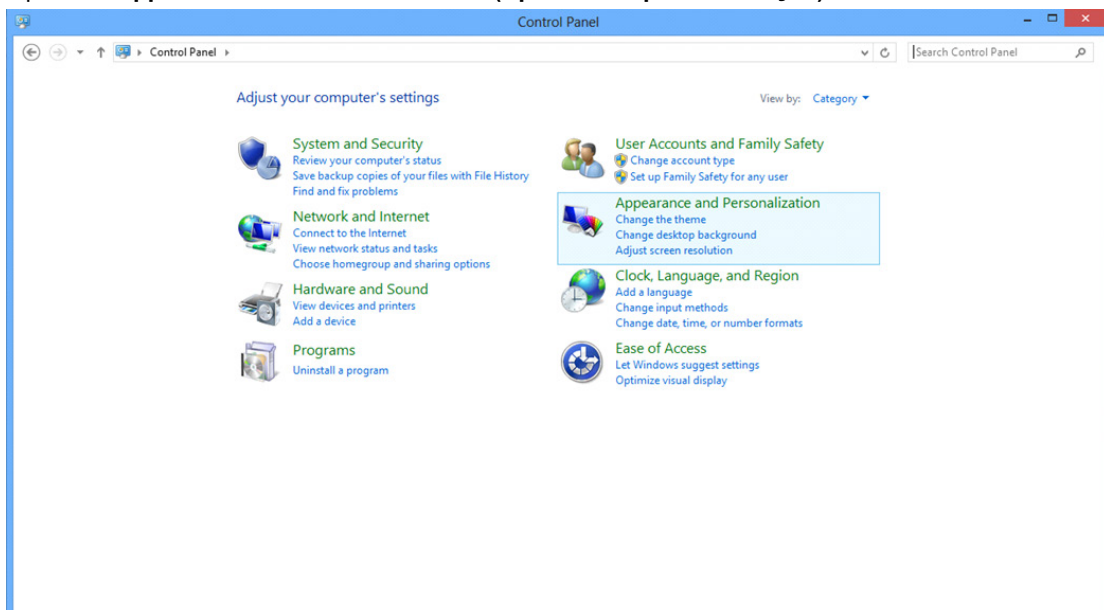 Control Panel
Control Panel
Search Control Panel
Adjust your computer's settings
View by: Category
System and Security
Review your computer's status
Save backup copies of your files with File History
Find and fix problems
Network and Internet
Connect to the Internet
View network status and tasks
Choose homegroup and sharing options
Hardware and Sound
View devices and printers
Add a device
Programs
Uninstall a program
User Accounts and Family Safety
Change account type
Set up Family Safety for any user
Appearance and Personalization
Change the theme
Change desktop background
Adjust screen resolution
Clock, Language, and Region
Add a language
Change input methods
Change date, time, or number formats
Ease of Access
Let Windows suggest settings
Optimize visual display